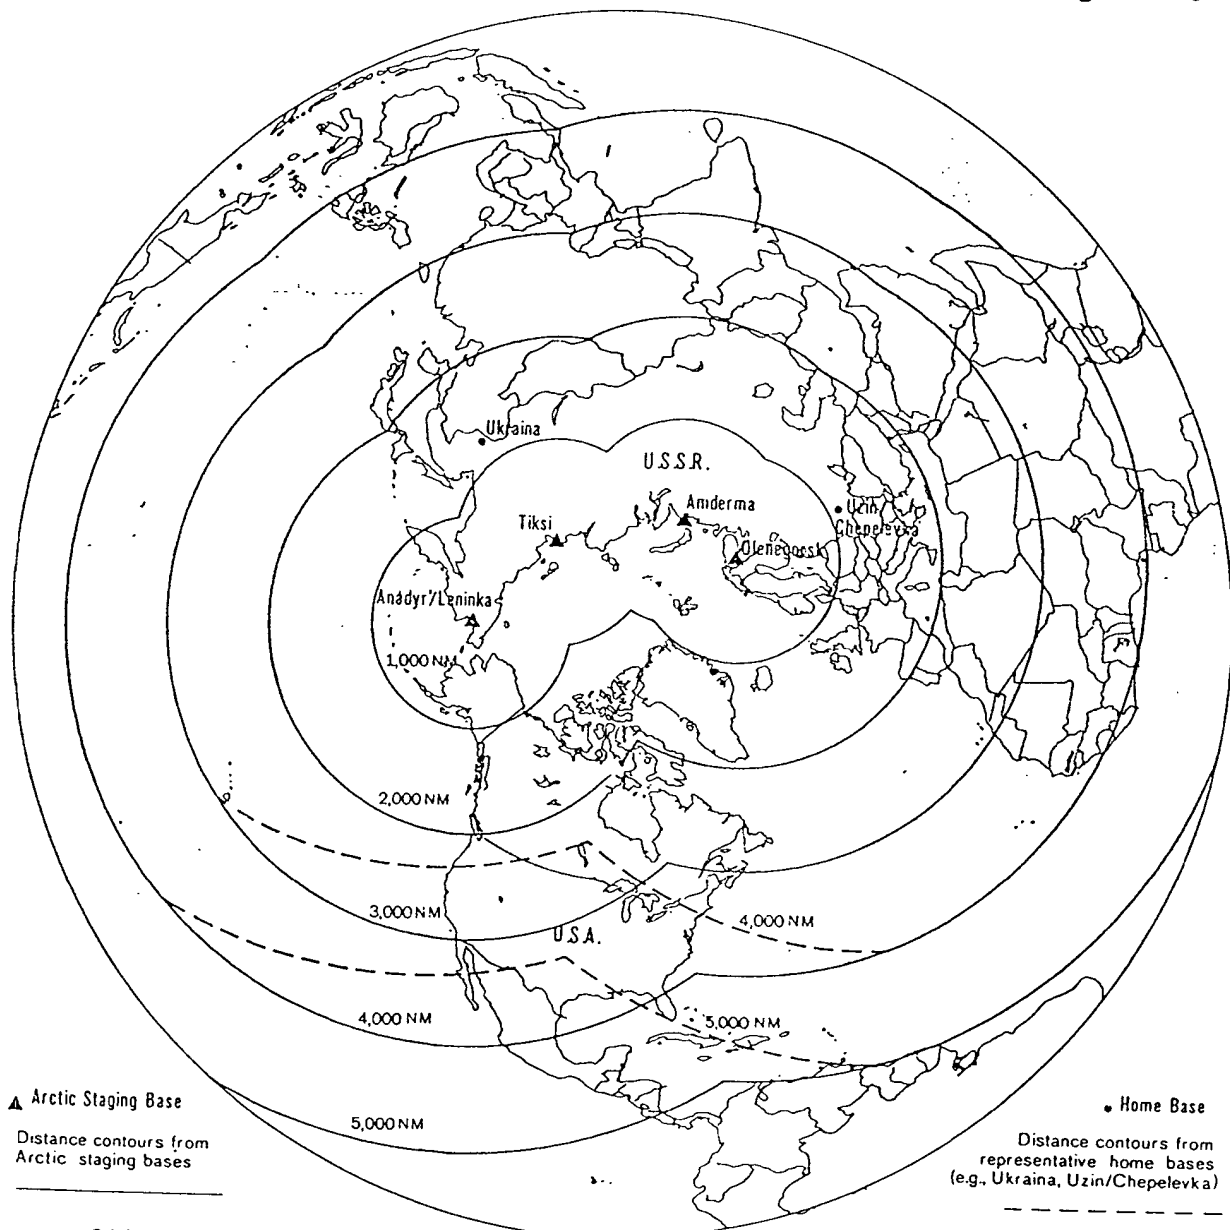 Ukraina
U.S.S.R.
Amderma
Uzin/
Chepelevka
Tiksi
Olenegorsk
Anadyr'/Leninka
1,000 NM
2,000 NM
3,000 NM
4,000 NM
U.S.A.
4,000 NM
5,000 NM
5,000 NM
Arctic Staging Base
Distance contours from
Arctic staging bases
Home Base
Distance contours from
representative home bases
(e.g., Ukraina, Uzin/Chepelevka)